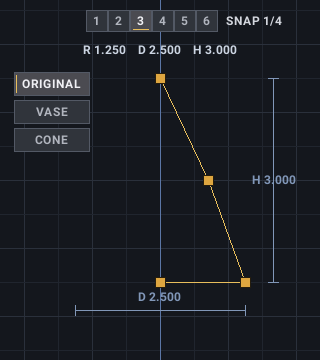 1 2 3 4 5 6 SNAP 1/4
R 1.250 D 2.500 H 3.000
ORIGINAL
VASE
CONE
H 3.000
D 2.500